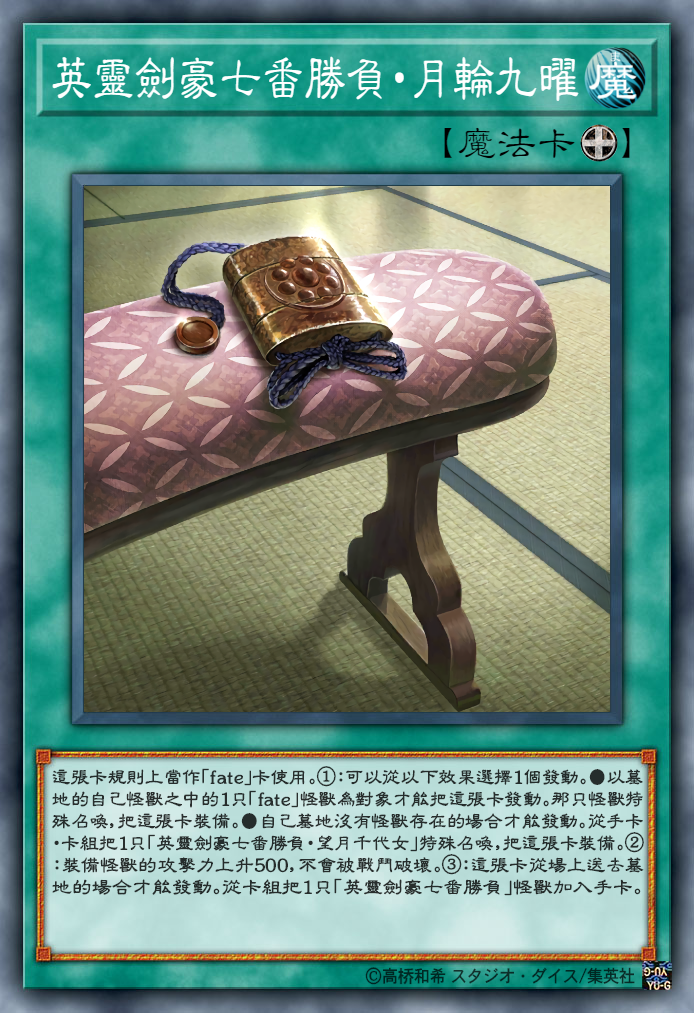 英靈劍豪七番勝負・月輪九曜 魔
【魔法卡】
這張卡規則上當作「fate」卡使用。①:可以從以下效果選擇1個發動。●以墓
地的自己怪獸之中的1只「fate」怪獸為對象才能把這張卡發動。那只怪獸特
殊召喚,把這張卡裝備。●自己墓地沒有怪獸存在的場合才能發動。從手卡
・卡組把1只「英靈劍豪七番勝負・望月千代女」特殊召喚,把這張卡裝備。②
:裝備怪獸的攻擊力上升500,不會被戰鬥破壞。③:這張卡從場上送去墓
地的場合才能發動。從卡組把1只「英靈劍豪七番勝負」怪獸加入手卡。
©高桥和希 スタジオ・ダイス/集英社
YU-G